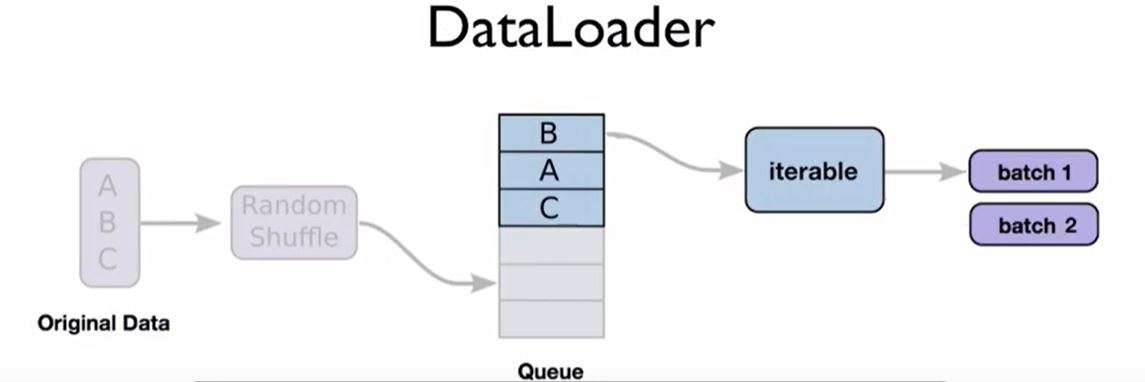 DataLoader
A
B
C
Original Data
Random
Shuffle
B
A
C
Queue
iterable
batch 1
batch 2